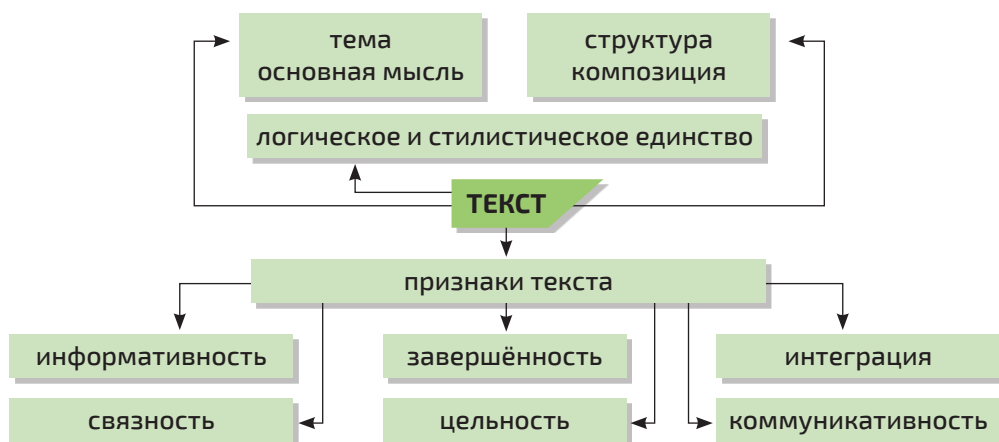 тема
основная мысль
структура
композиция
логическое и стилистическое единство
ТЕКСТ
признаки текста
информативность
завершённость
интеграция
связность
цельность
коммуникативность